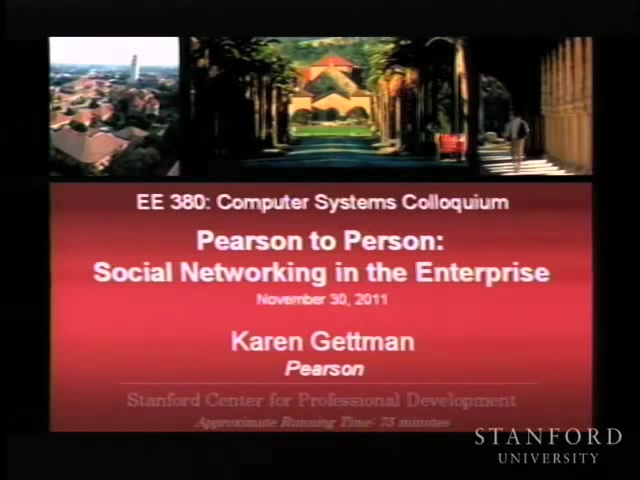 EE 380: Computer Systems Colloquium
Pearson to Person:
Social Networking in the Enterprise
November 30, 2011
Karen Gettman
Pearson
Stanford Center for Professional Development
Approximate Running Time: 75 minutes
STANFORD
UNIVERSITY